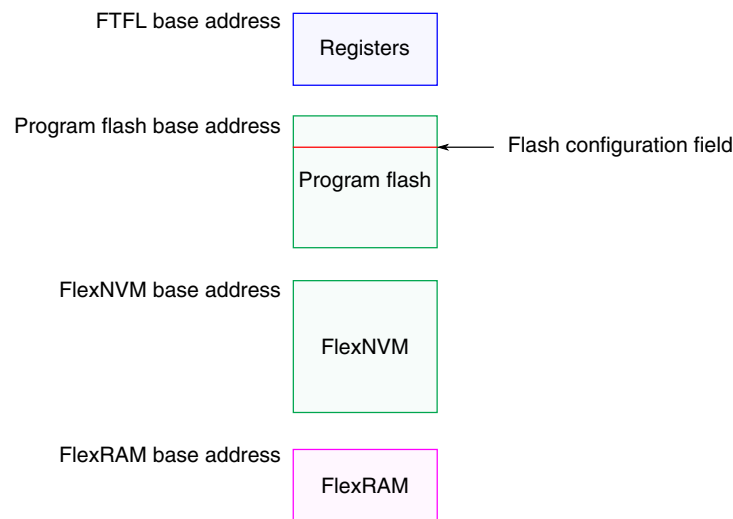 FTFL base address
Registers
Program flash base address
Flash configuration field
Program flash
FlexNVM base address
FlexNVM
FlexRAM base address
FlexRAM